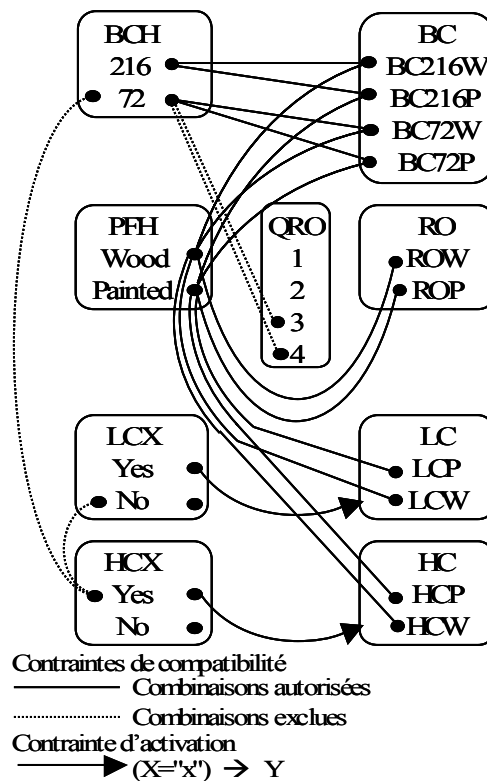 BCH
216
72
BC
BC216W
BC216P
BC72W
BC72P
PFH
Wood
Painted
QRO
1
2
3
4
RO
ROW
ROP
LCX
Yes
No
LC
LCP
LCW
HCX
Yes
No
HC
HCP
HCW
Contraintes de compatibilité
Combinaisons autorisées
Combinaisons exclues
Contrainte d'activation
(X="x") → Y